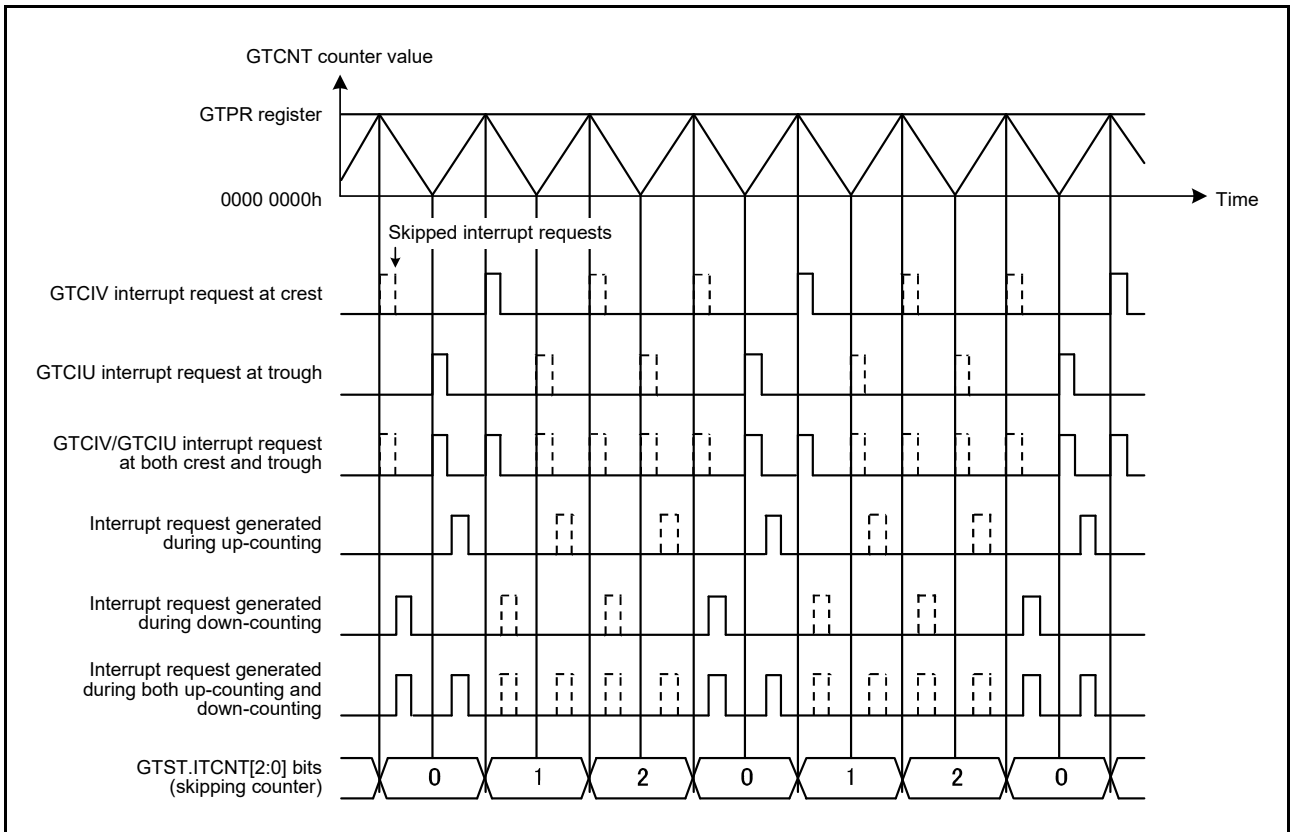 GTCNT counter value
GTPR register
0000 0000h
Time
Skipped interrupt requests
GTCIV interrupt request at crest
GTCIU interrupt request at trough
GTCIV/GTCIU interrupt request
at both crest and trough
Interrupt request generated
during up-counting
Interrupt request generated
during down-counting
Interrupt request generated
during both up-counting and
down-counting
GTST.ITCNT[2:0] bits
(skipping counter)
0 1 2 0 1 2 0